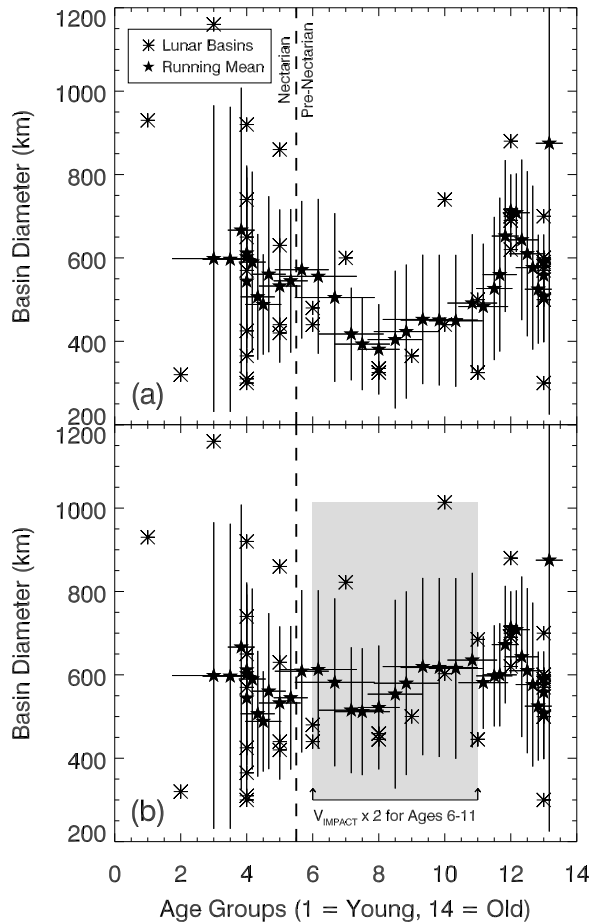 1200
1000
800
600
400
200
Basin Diameter (km)
Lunar Basins
Running Mean
Nectarian
Pre-Nectarian
(a)
1200
1000
800
600
400
200
Basin Diameter (km)
(b)
V_IMPACT x 2 for Ages 6-11
0 2 4 6 8 10 12 14
Age Groups (1 = Young, 14 = Old)